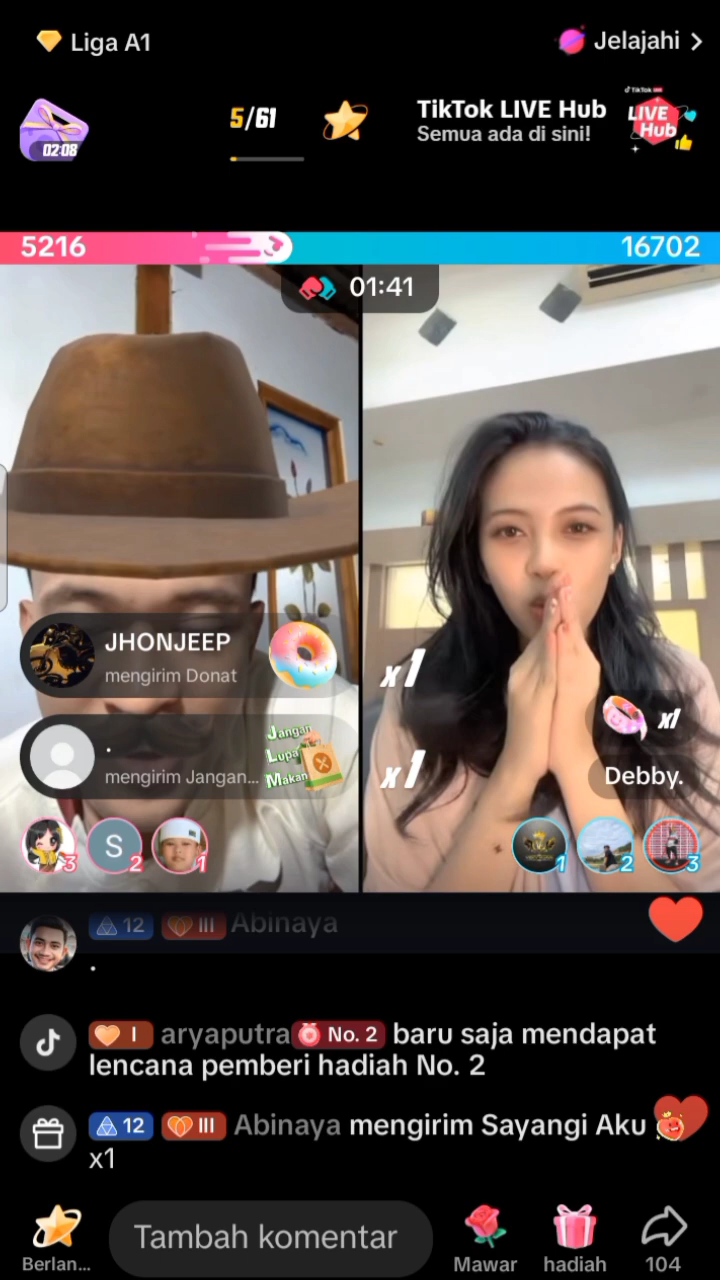 Liga A1
Jelajahi
02:08
5/61
TikTok LIVE Hub
Semua ada di sini!
TikTok LIVE
LIVE
Hub
5216
16702
01:41
JHONJEEP
mengirim Donat
x1
x1
.
mengirim Jangan...
Jangan
Lupa
Makan
x1
Debby.
3
S 2
1
1
2
3
12 III Abinaya
.
I aryaputra No. 2 baru saja mendapat
lencana pemberi hadiah No. 2
12 III Abinaya mengirim Sayangi Aku
x1
Berlan...
Tambah komentar
Mawar
hadiah
104